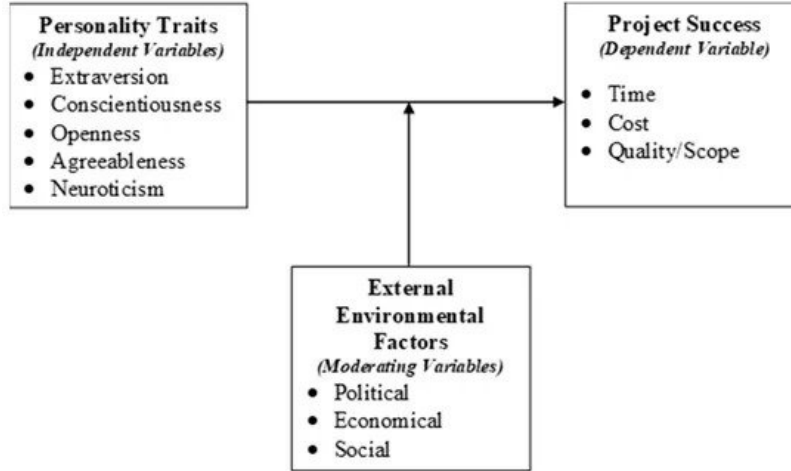 Personality Traits
(Independent Variables)
• Extraversion
• Conscientiousness
• Openness
• Agreeableness
• Neuroticism
Project Success
(Dependent Variable)
• Time
• Cost
• Quality/Scope
External
Environmental
Factors
(Moderating Variables)
• Political
• Economical
• Social